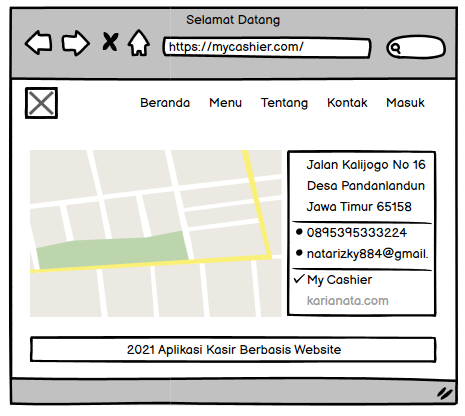 Selamat Datang
https://mycashier.com/
Beranda Menu Tentang Kontak Masuk
Jalan Kalijogo No 16
Desa Pandanlandun
Jawa Timur 65158
0895395333224
natarizky884@gmail.
My Cashier
karianata.com
2021 Aplikasi Kasir Berbasis Website